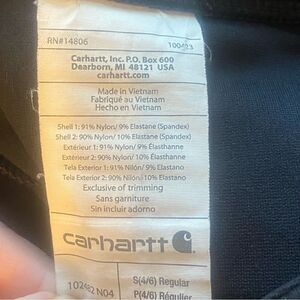 RN#14806
Carhartt, Inc. P.O. Box 600
Dearborn, MI 48121 USA
carhartt.com
Made in Vietnam
Fabriqué au Vietnam
Hecho en Vietnam
Shell 1: 91% Nylon/ 9% Elastane (Spandex)
Shell 2: 90% Nylon/ 10% Elastane (Spandex)
Extérieur 1: 91% Nylon/ 9% Élasthanne
Extérieur 2: 90% Nylon/ 10% Élasthanne
Tela Exterior 1: 91% Nilón/ 9% Elastano
Tela Exterior 2: 90% Nilón/ 10% Elastano
Exclusive of trimming
Sans garniture
Sin incluir adorno
carhartt
102482 N04
S(4/6) Regular
P(4/6) Régulier